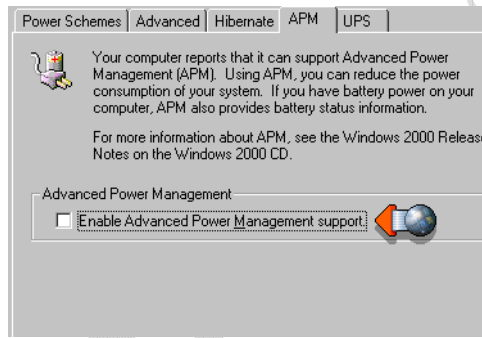 Power Schemes Advanced Hibernate APM UPS
Your computer reports that it can support Advanced Power
Management (APM). Using APM, you can reduce the power
consumption of your system. If you have battery power on your
computer, APM also provides battery status information.
For more information about APM, see the Windows 2000 Releas
Notes on the Windows 2000 CD.
Advanced Power Management
Enable Advanced Power Management support.